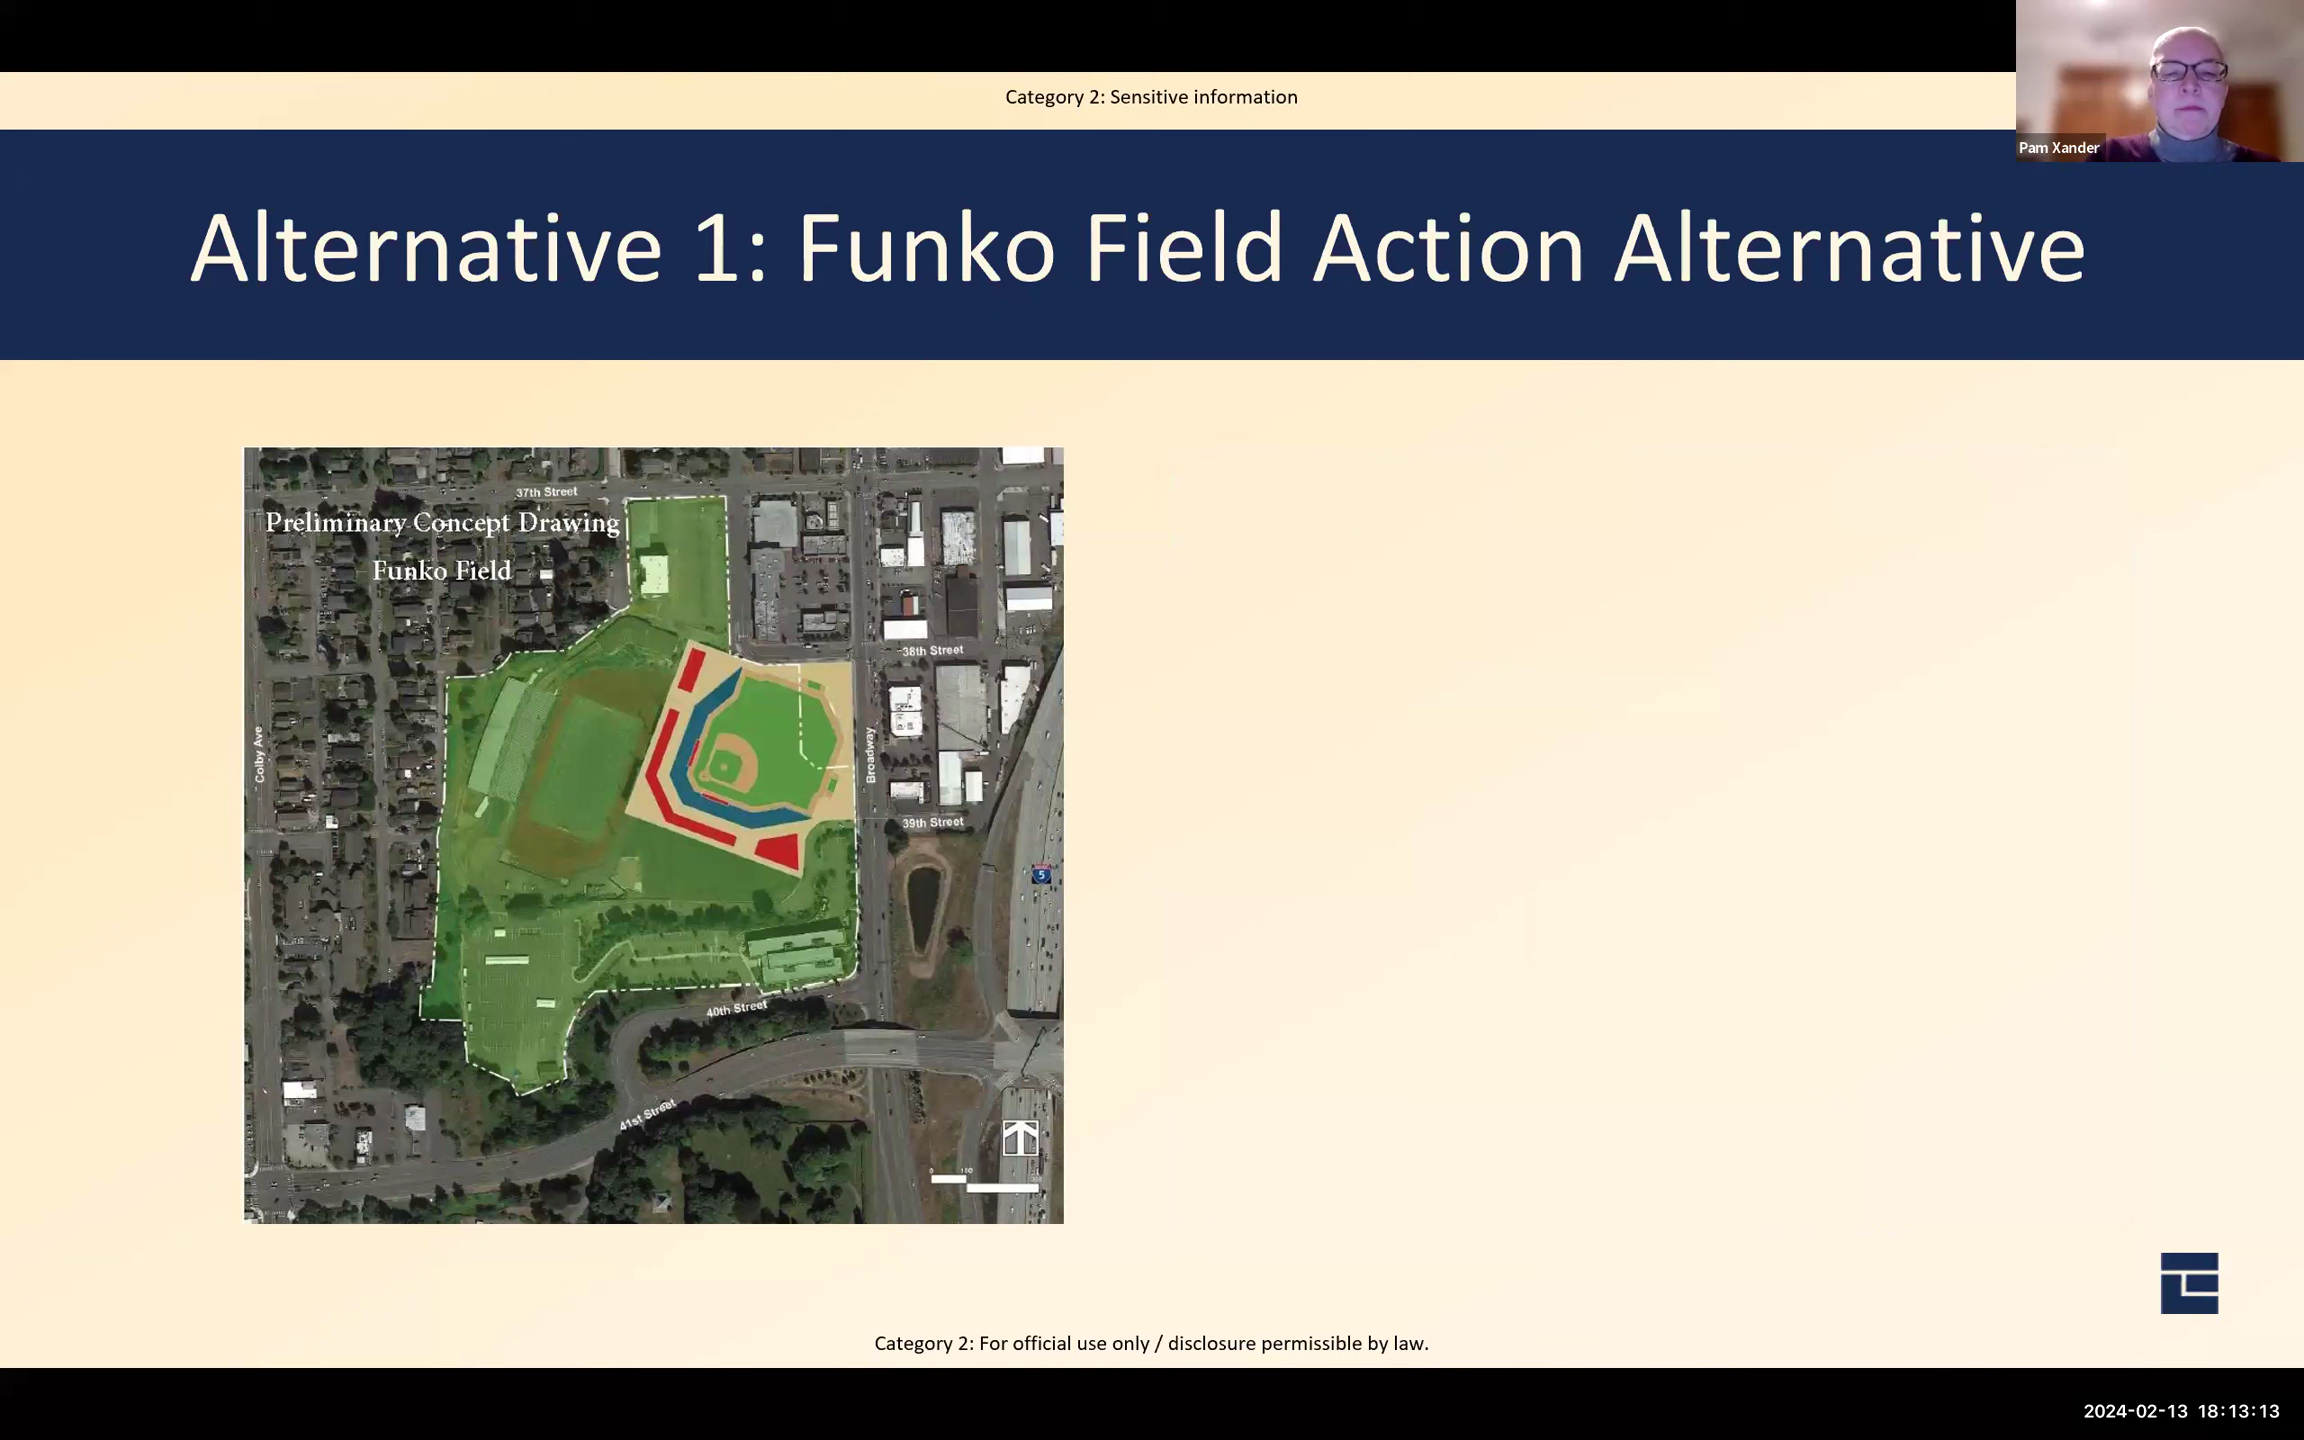 Category 2: Sensitive information
Pam Xander
Alternative 1: Funko Field Action Alternative
37th Street
Preliminary Concept Drawing
Funko Field
38th Street
Colby Ave
Broadway
39th Street
5
40th Street
41st Street
0
Category 2: For official use only / disclosure permissible by law.
2024-02-13 18:13:13